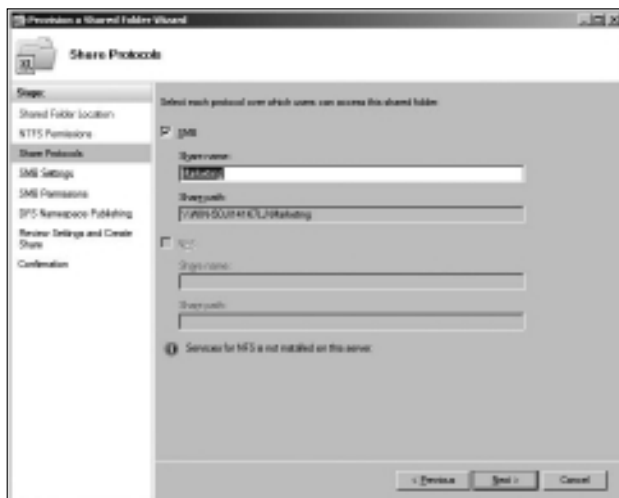 Provision a Shared Folder Wizard
Share Protocols
Steps:
Shared Folder Location
NTFS Permissions
Share Protocols
SMB Settings
SMB Permissions
DFS Namespace Publishing
Review Settings and Create
Share
Confirmation
Select each protocol over which users can access this shared folder.
SMB
Share name:
Marketing
Share path:
NFS
Share name:
Share path:
Services for NFS is not installed on this server.
< Previous
Next >
Cancel